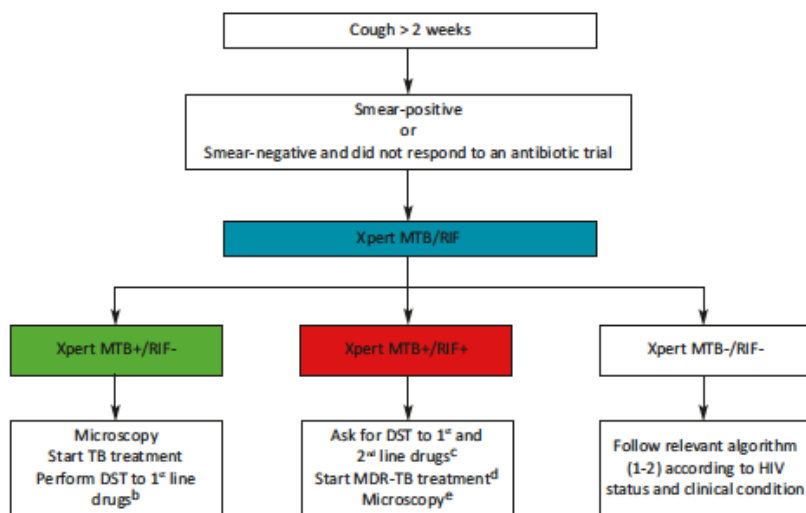 Cough > 2 weeks
Smear-positive
or
Smear-negative and did not respond to an antibiotic trial
Xpert MTB/RIF
Xpert MTB+/RIF-
Xpert MTB+/RIF+
Xpert MTB-/RIF-
Microscopy
Start TB treatment
Perform DST to 1st line
drugsb
Ask for DST to 1st and
2nd line drugsc
Start MDR-TB treatmentd
Microscopye
Follow relevant algorithm
(1-2) according to HIV
status and clinical condition